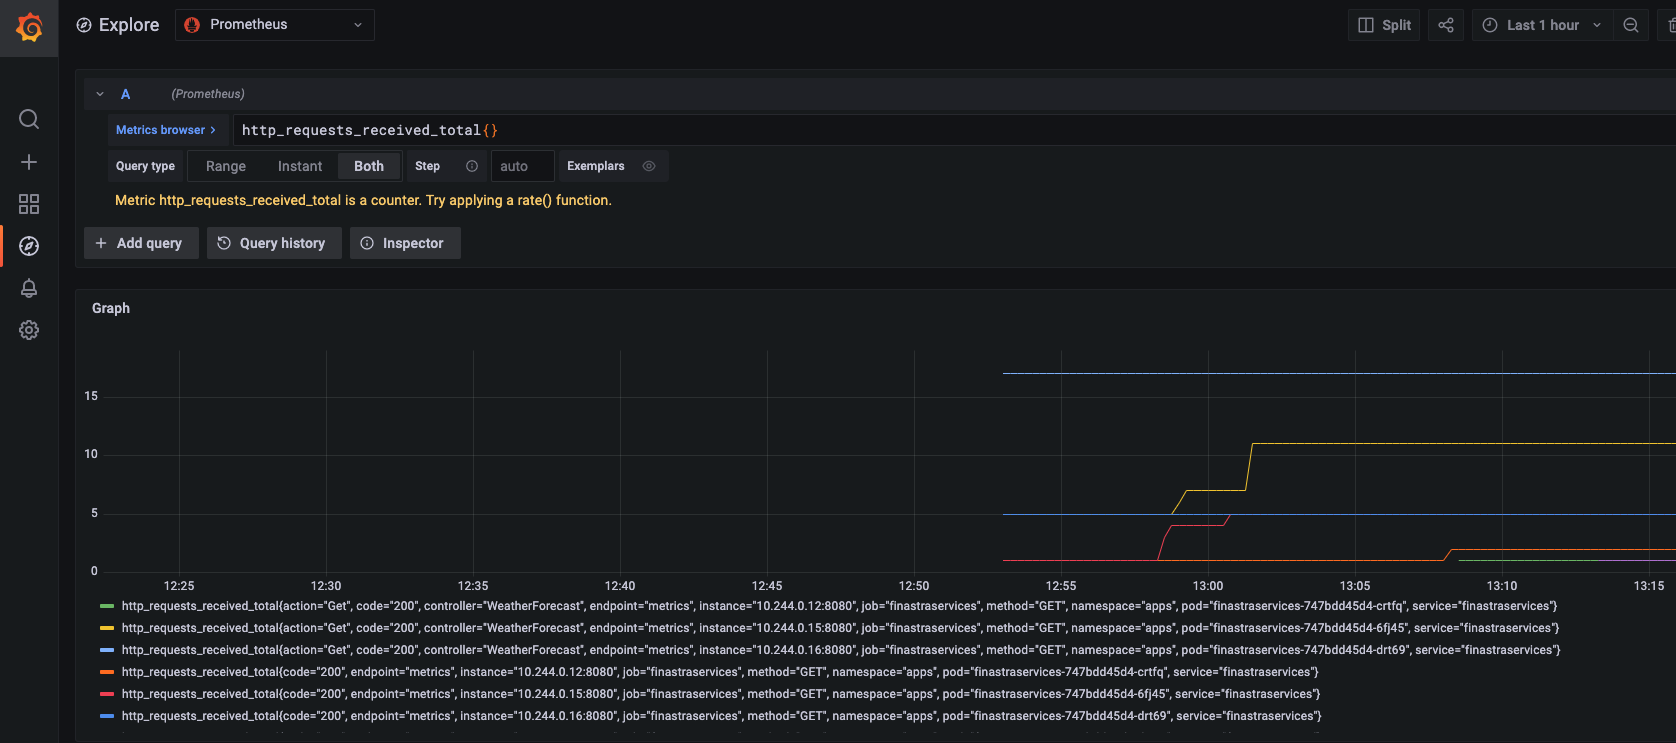 Explore Prometheus Split Last 1 hour
A (Prometheus)
Metrics browser > http_requests_received_total{}
Query type Range Instant Both Step auto Exemplars
Metric http_requests_received_total is a counter. Try applying a rate() function.
+ Add query Query history Inspector
Graph
15
10
5
0
12:25 12:30 12:35 12:40 12:45 12:50 12:55 13:00 13:05 13:10 13:15
http_requests_received_total{action="Get", code="200", controller="WeatherForecast", endpoint="metrics", instance="10.244.0.12:8080", job="finastraservices", method="GET", namespace="apps", pod="finastraservices-747bdd45d4-crtfq", service="finastraservices"}
http_requests_received_total{action="Get", code="200", controller="WeatherForecast", endpoint="metrics", instance="10.244.0.15:8080", job="finastraservices", method="GET", namespace="apps", pod="finastraservices-747bdd45d4-6fj45", service="finastraservices"}
http_requests_received_total{action="Get", code="200", controller="WeatherForecast", endpoint="metrics", instance="10.244.0.16:8080", job="finastraservices", method="GET", namespace="apps", pod="finastraservices-747bdd45d4-drt69", service="finastraservices"}
http_requests_received_total{code="200", endpoint="metrics", instance="10.244.0.12:8080", job="finastraservices", method="GET", namespace="apps", pod="finastraservices-747bdd45d4-crtfq", service="finastraservices"}
http_requests_received_total{code="200", endpoint="metrics", instance="10.244.0.15:8080", job="finastraservices", method="GET", namespace="apps", pod="finastraservices-747bdd45d4-6fj45", service="finastraservices"}
http_requests_received_total{code="200", endpoint="metrics", instance="10.244.0.16:8080", job="finastraservices", method="GET", namespace="apps", pod="finastraservices-747bdd45d4-drt69", service="finastraservices"}